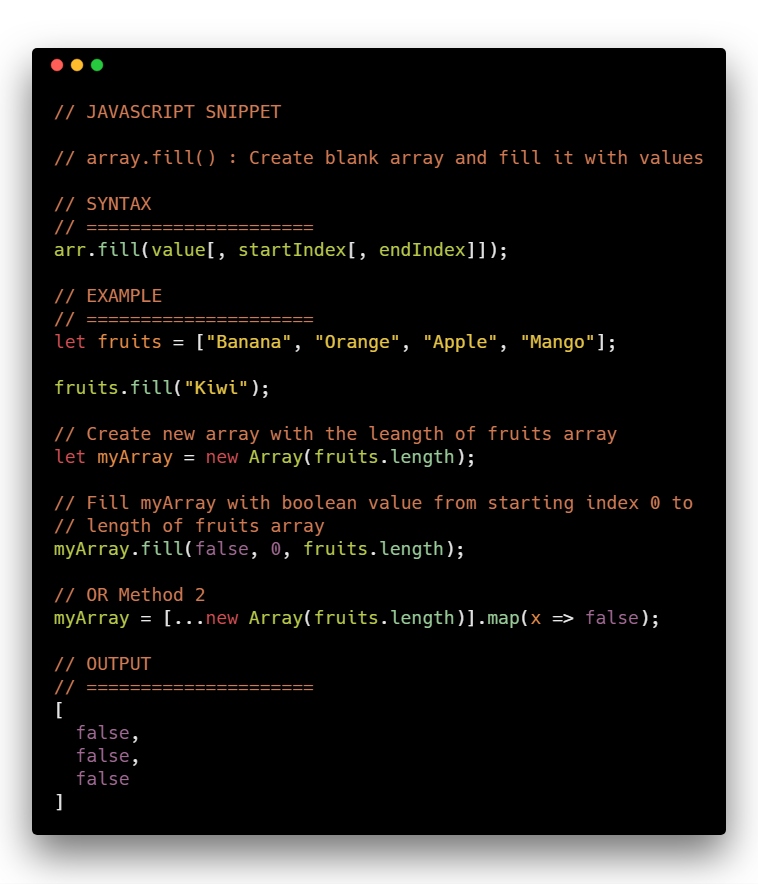 // JAVASCRIPT SNIPPET
// array.fill() : Create blank array and fill it with values
// SYNTAX
// =====================
arr.fill(value[, startIndex[, endIndex]]);
// EXAMPLE
// =====================
let fruits = ["Banana", "Orange", "Apple", "Mango"];
fruits.fill("Kiwi");
// Create new array with the leangth of fruits array
let myArray = new Array(fruits.length);
// Fill myArray with boolean value from starting index 0 to
// length of fruits array
myArray.fill(false, 0, fruits.length);
// OR Method 2
myArray = [...new Array(fruits.length)].map(x => false);
// OUTPUT
// =====================
[
  false,
  false,
  false
]